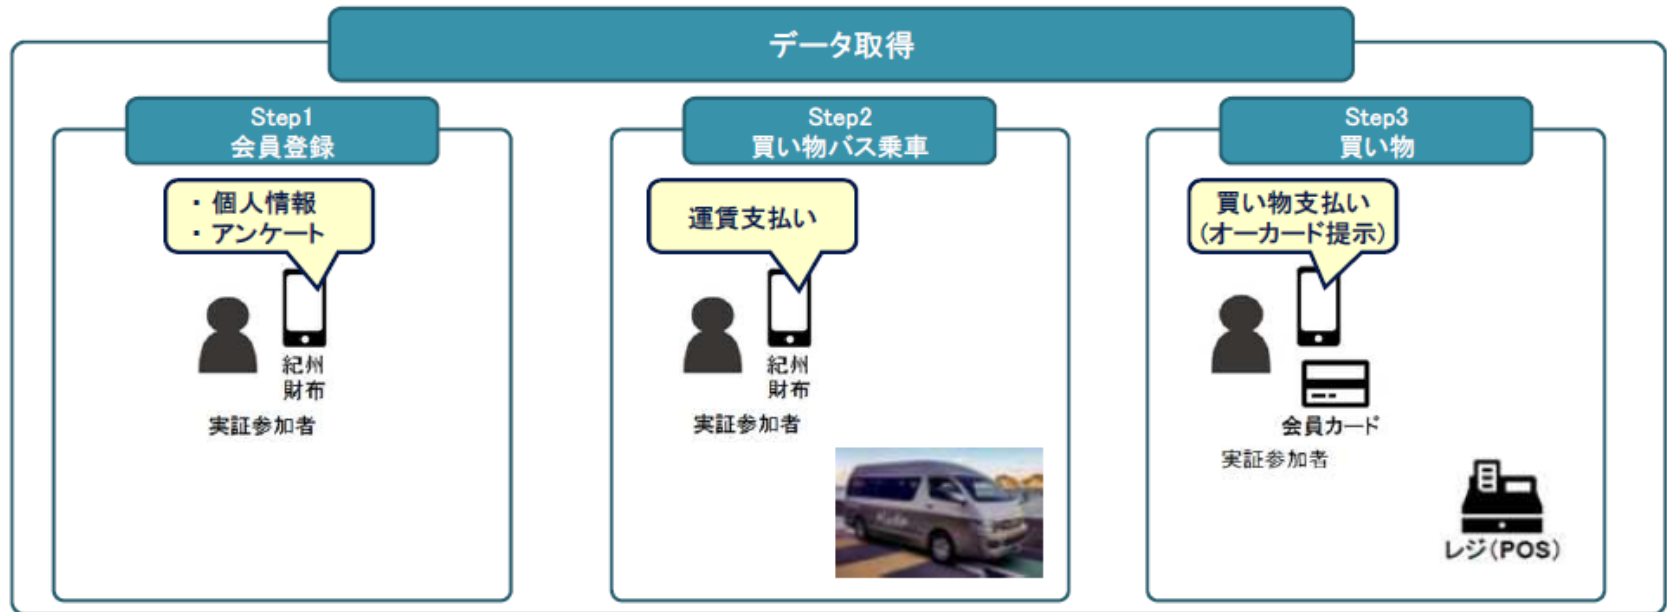 データ取得
Step1
会員登録
・ 個人情報
・ アンケート
紀州
財布
実証参加者
Step2
買い物バス乗車
運賃支払い
紀州
財布
実証参加者
Step3
買い物
買い物支払い
(オーカード提示)
会員カード
実証参加者
レジ(POS)